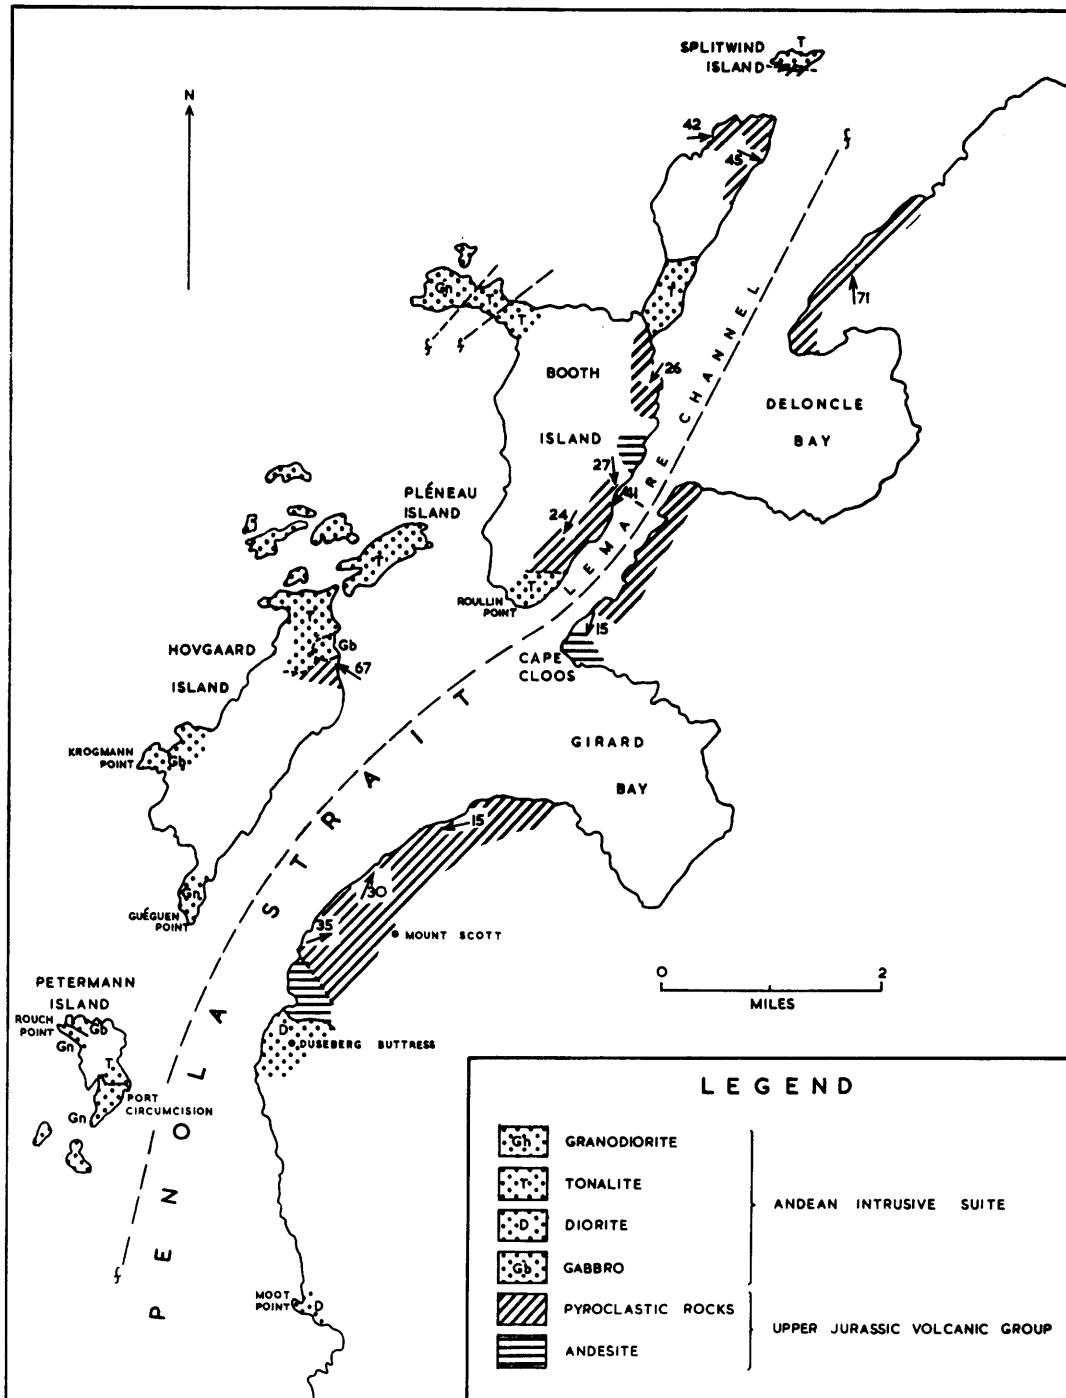 SPLITWIND
ISLAND
T
N
42
45
71
Gn
T
T
T
26
BOOTH
ISLAND
DELONCLE
BAY
LEMAIRE CHANNEL
27
41
24
PLÉNEAU
ISLAND
T
T
ROULLIN
POINT
15
CAPE
CLOOS
T
Gb
67
HOVGAARD
ISLAND
KROGMANN
POINT
Gb
GIRARD
BAY
15
30
35
MOUNT SCOTT
Gn
GUÉGUEN
POINT
PENOLA STRAIT
0
2
MILES
PETERMANN
ISLAND
ROUCH
POINT
Gb
Gn
T
Gn
PORT
CIRCUMCISION
D
DUSEBERG BUTTRESS
MOOT
POINT
D
LEGEND
Gn GRANODIORITE
T TONALITE
D DIORITE
Gb GABBRO
ANDEAN INTRUSIVE SUITE
PYROCLASTIC ROCKS
ANDESITE
UPPER JURASSIC VOLCANIC GROUP